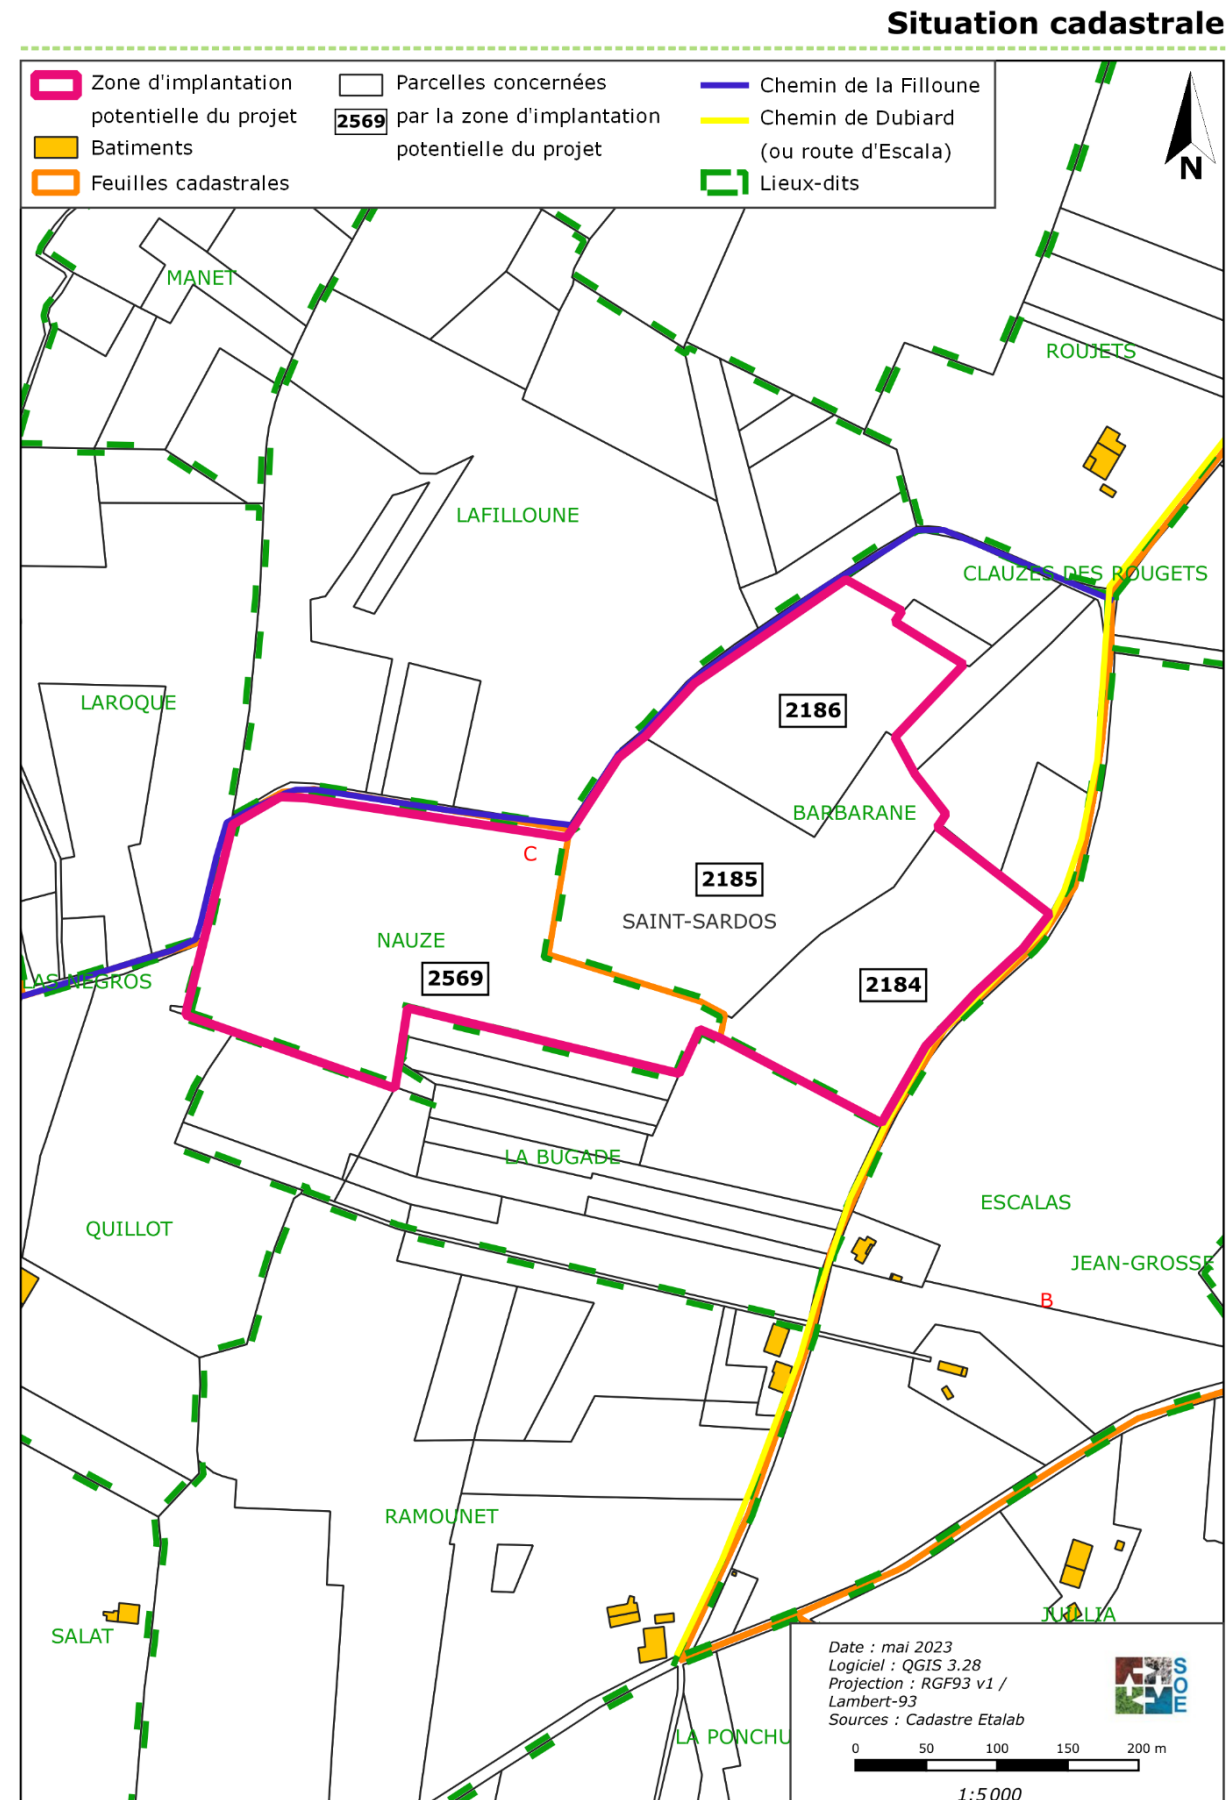 Situation cadastrale
Zone d'implantation
potentielle du projet
Batiments
Feuilles cadastrales
Parcelles concernées
2569 par la zone d'implantation
potentielle du projet
Chemin de la Filloune
Chemin de Dubiard
(ou route d'Escala)
Lieux-dits
N
MANET
ROUJETS
LAFILLOUNE
CLAUZES DES ROUGETS
LAROQUE
2186
BARBARANE
C
2185
SAINT-SARDOS
NAUZE
2569
2184
LAS NEGROS
LA BUGADE
ESCALAS
QUILLOT
JEAN-GROSSE
B
RAMOUNET
JUILLIA
SALAT
LA PONCHU
Date : mai 2023
Logiciel : QGIS 3.28
Projection : RGF93 v1 /
Lambert-93
Sources : Cadastre Etalab
SOE
0 50 100 150 200 m
1:5 000